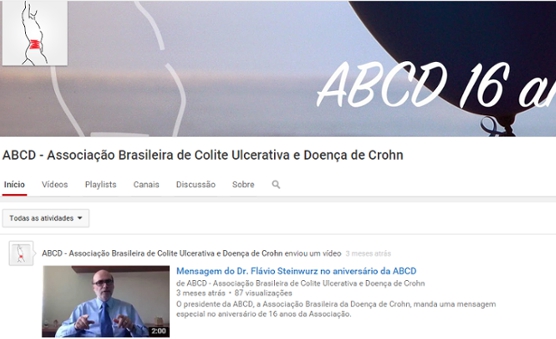 ABCD 16 an
ABCD - Associação Brasileira de Colite Ulcerativa e Doença de Crohn
Início Vídeos Playlists Canais Discussão Sobre
Todas as atividades
ABCD - Associação Brasileira de Colite Ulcerativa e Doença de Crohn enviou um vídeo 3 meses atrás
Mensagem do Dr. Flávio Steinwurz no aniversário da ABCD
de ABCD - Associação Brasileira de Colite Ulcerativa e Doença de Crohn
3 meses atrás • 87 visualizações
O presidente da ABCD, a Associação Brasileira da Doença de Crohn, manda uma mensagem
especial no aniversário de 16 anos da Associação.
2:00